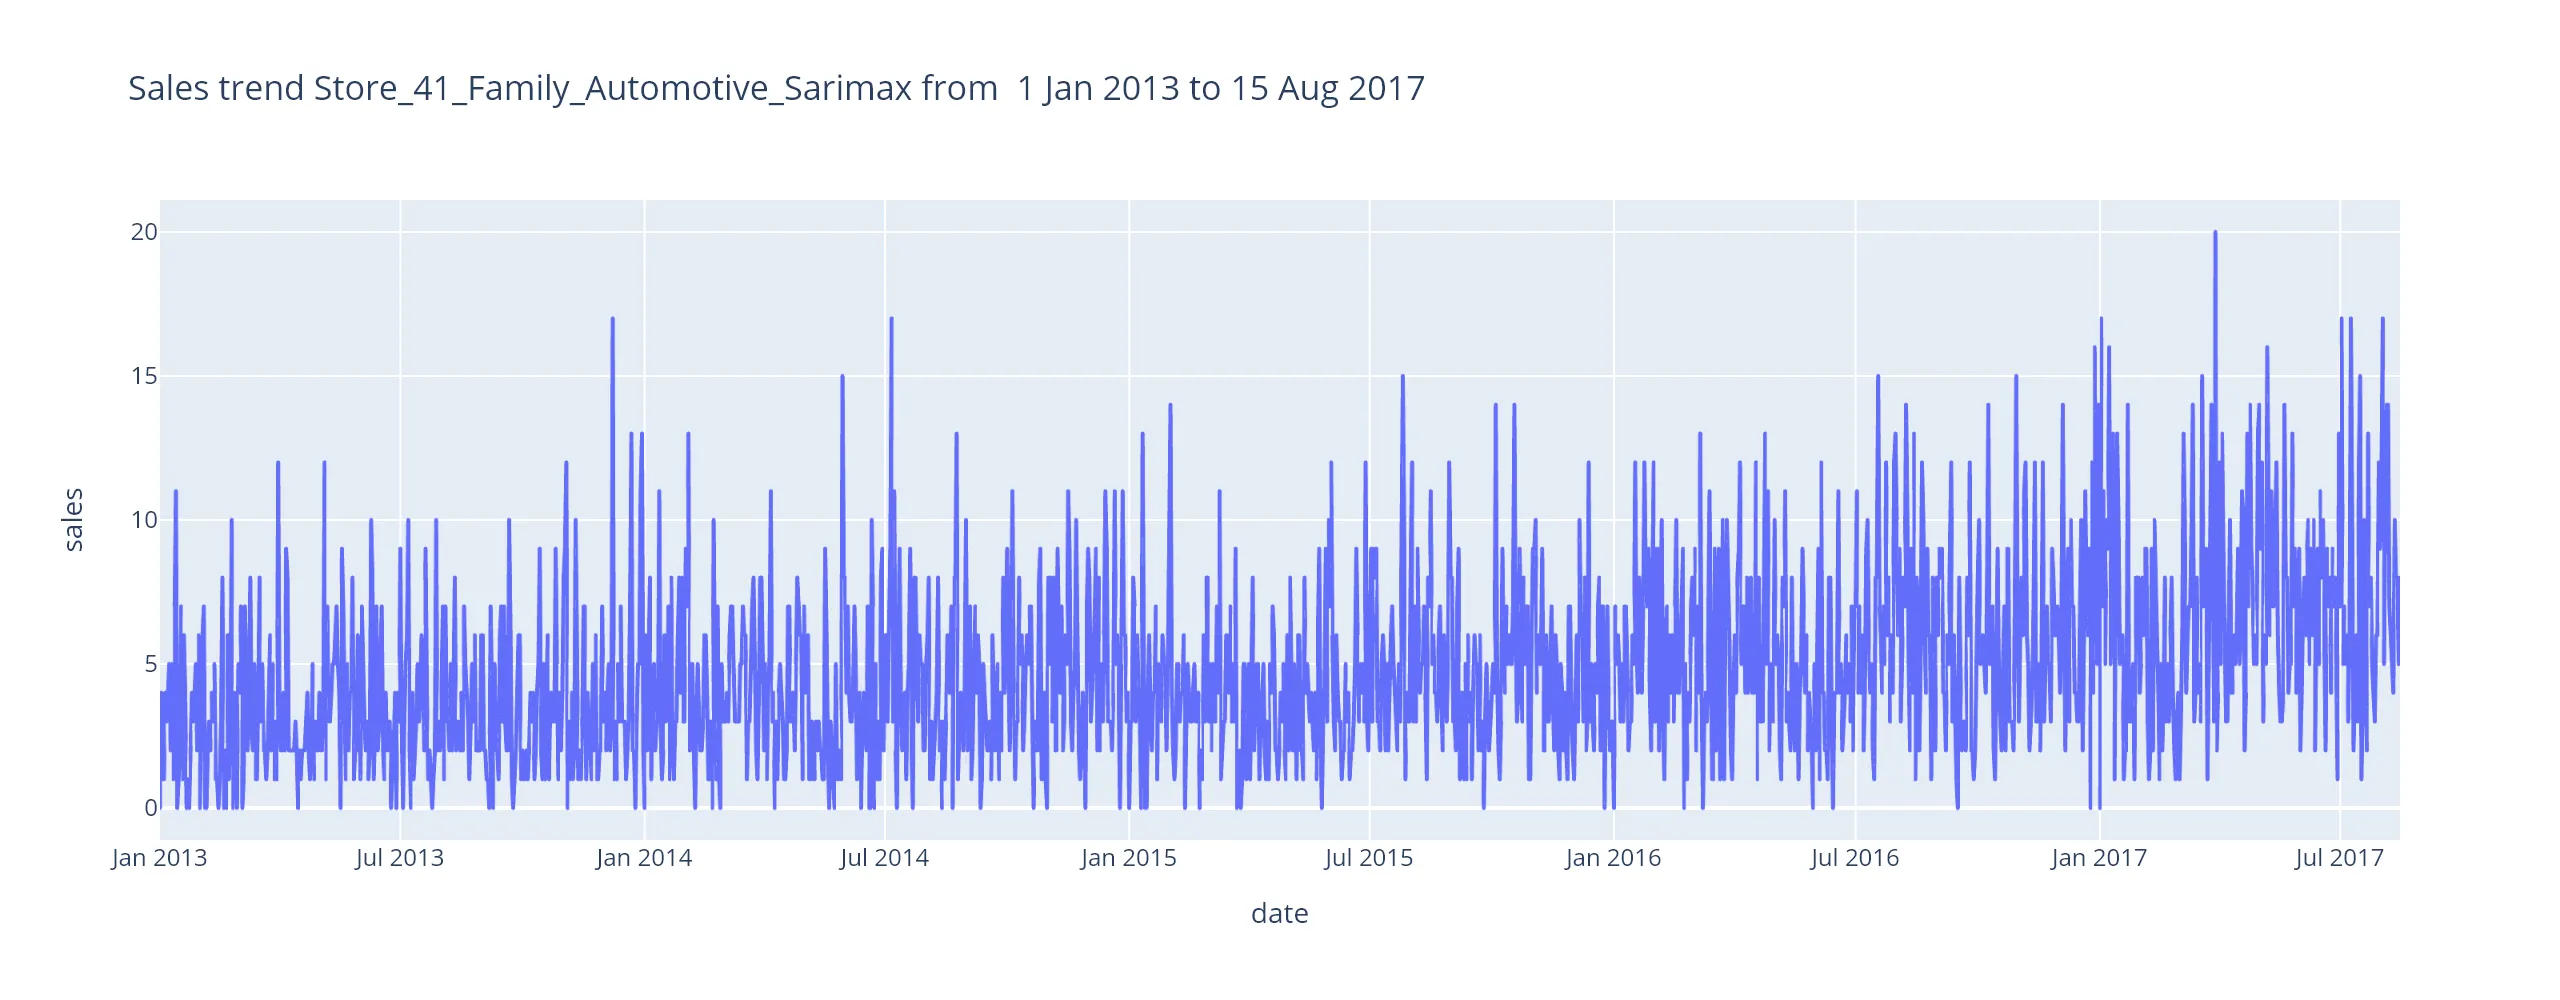 Sales trend Store_41_Family_Automotive_Sarimax from  1 Jan 2013 to 15 Aug 2017
20
15
10
5
0
sales
Jan 2013 Jul 2013 Jan 2014 Jul 2014 Jan 2015 Jul 2015 Jan 2016 Jul 2016 Jan 2017 Jul 2017
date